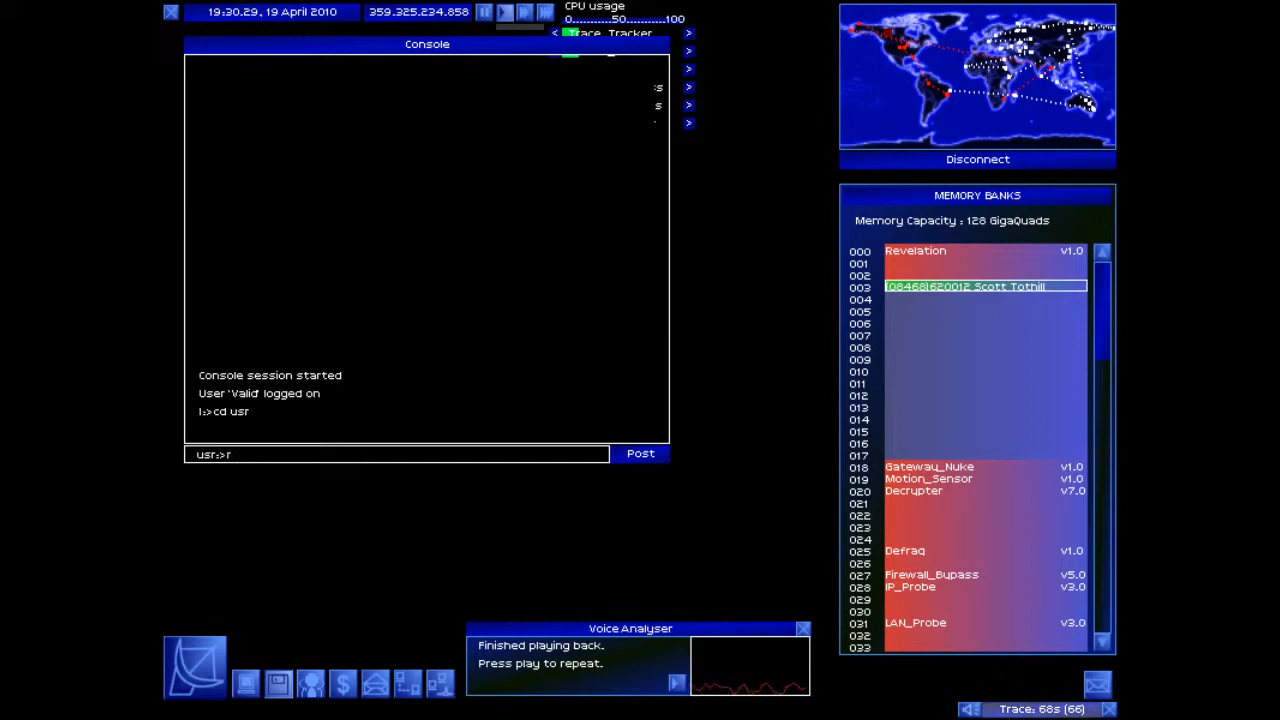 19:30.29, 19 April 2010
359.325.234.858
CPU usage
0........50.......100
< Trace_Tracker >
>
>
>
>
>
Console
Console session started
User 'Valid' logged on
I:>cd usr
usr:>r
Post
Disconnect
MEMORY BANKS
Memory Capacity : 128 GigaQuads
000 Revelation v1.0
001
002
003 [08468]620012 Scott Tothill
004
005
006
007
008
009
010
011
012
013
014
015
016
017
018 Gateway_Nuke v1.0
019 Motion_Sensor v1.0
020 Decrypter v7.0
021
022
023
024
025 Defrag v1.0
026
027 Firewall_Bypass v5.0
028 IP_Probe v3.0
029
030
031 LAN_Probe v3.0
032
033
Voice Analyser
Finished playing back.
Press play to repeat.
Trace: 68s (66)